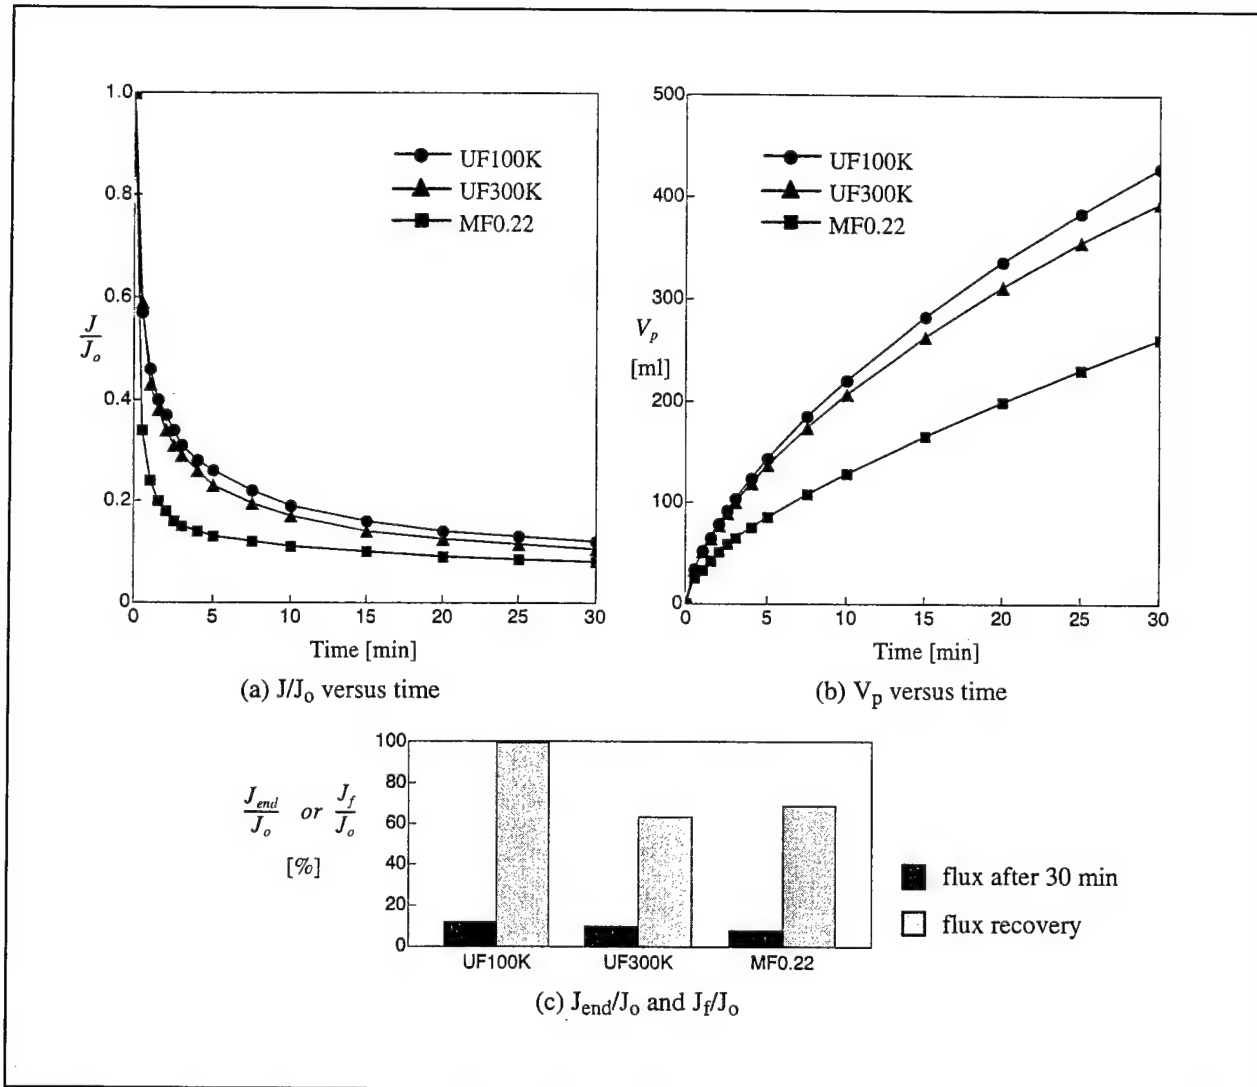 1.0
0.8
0.6
0.4
0.2
0
J
J_o
UF100K
UF300K
MF0.22
0 5 10 15 20 25 30
Time [min]
(a) J/J_o versus time
500
400
300
200
100
0
V_p
[ml]
UF100K
UF300K
MF0.22
0 5 10 15 20 25 30
Time [min]
(b) V_p versus time
100
80
60
40
20
0
J_end or J_f
J_o J_o
[%]
UF100K UF300K MF0.22
flux after 30 min
flux recovery
(c) J_end/J_o and J_f/J_o